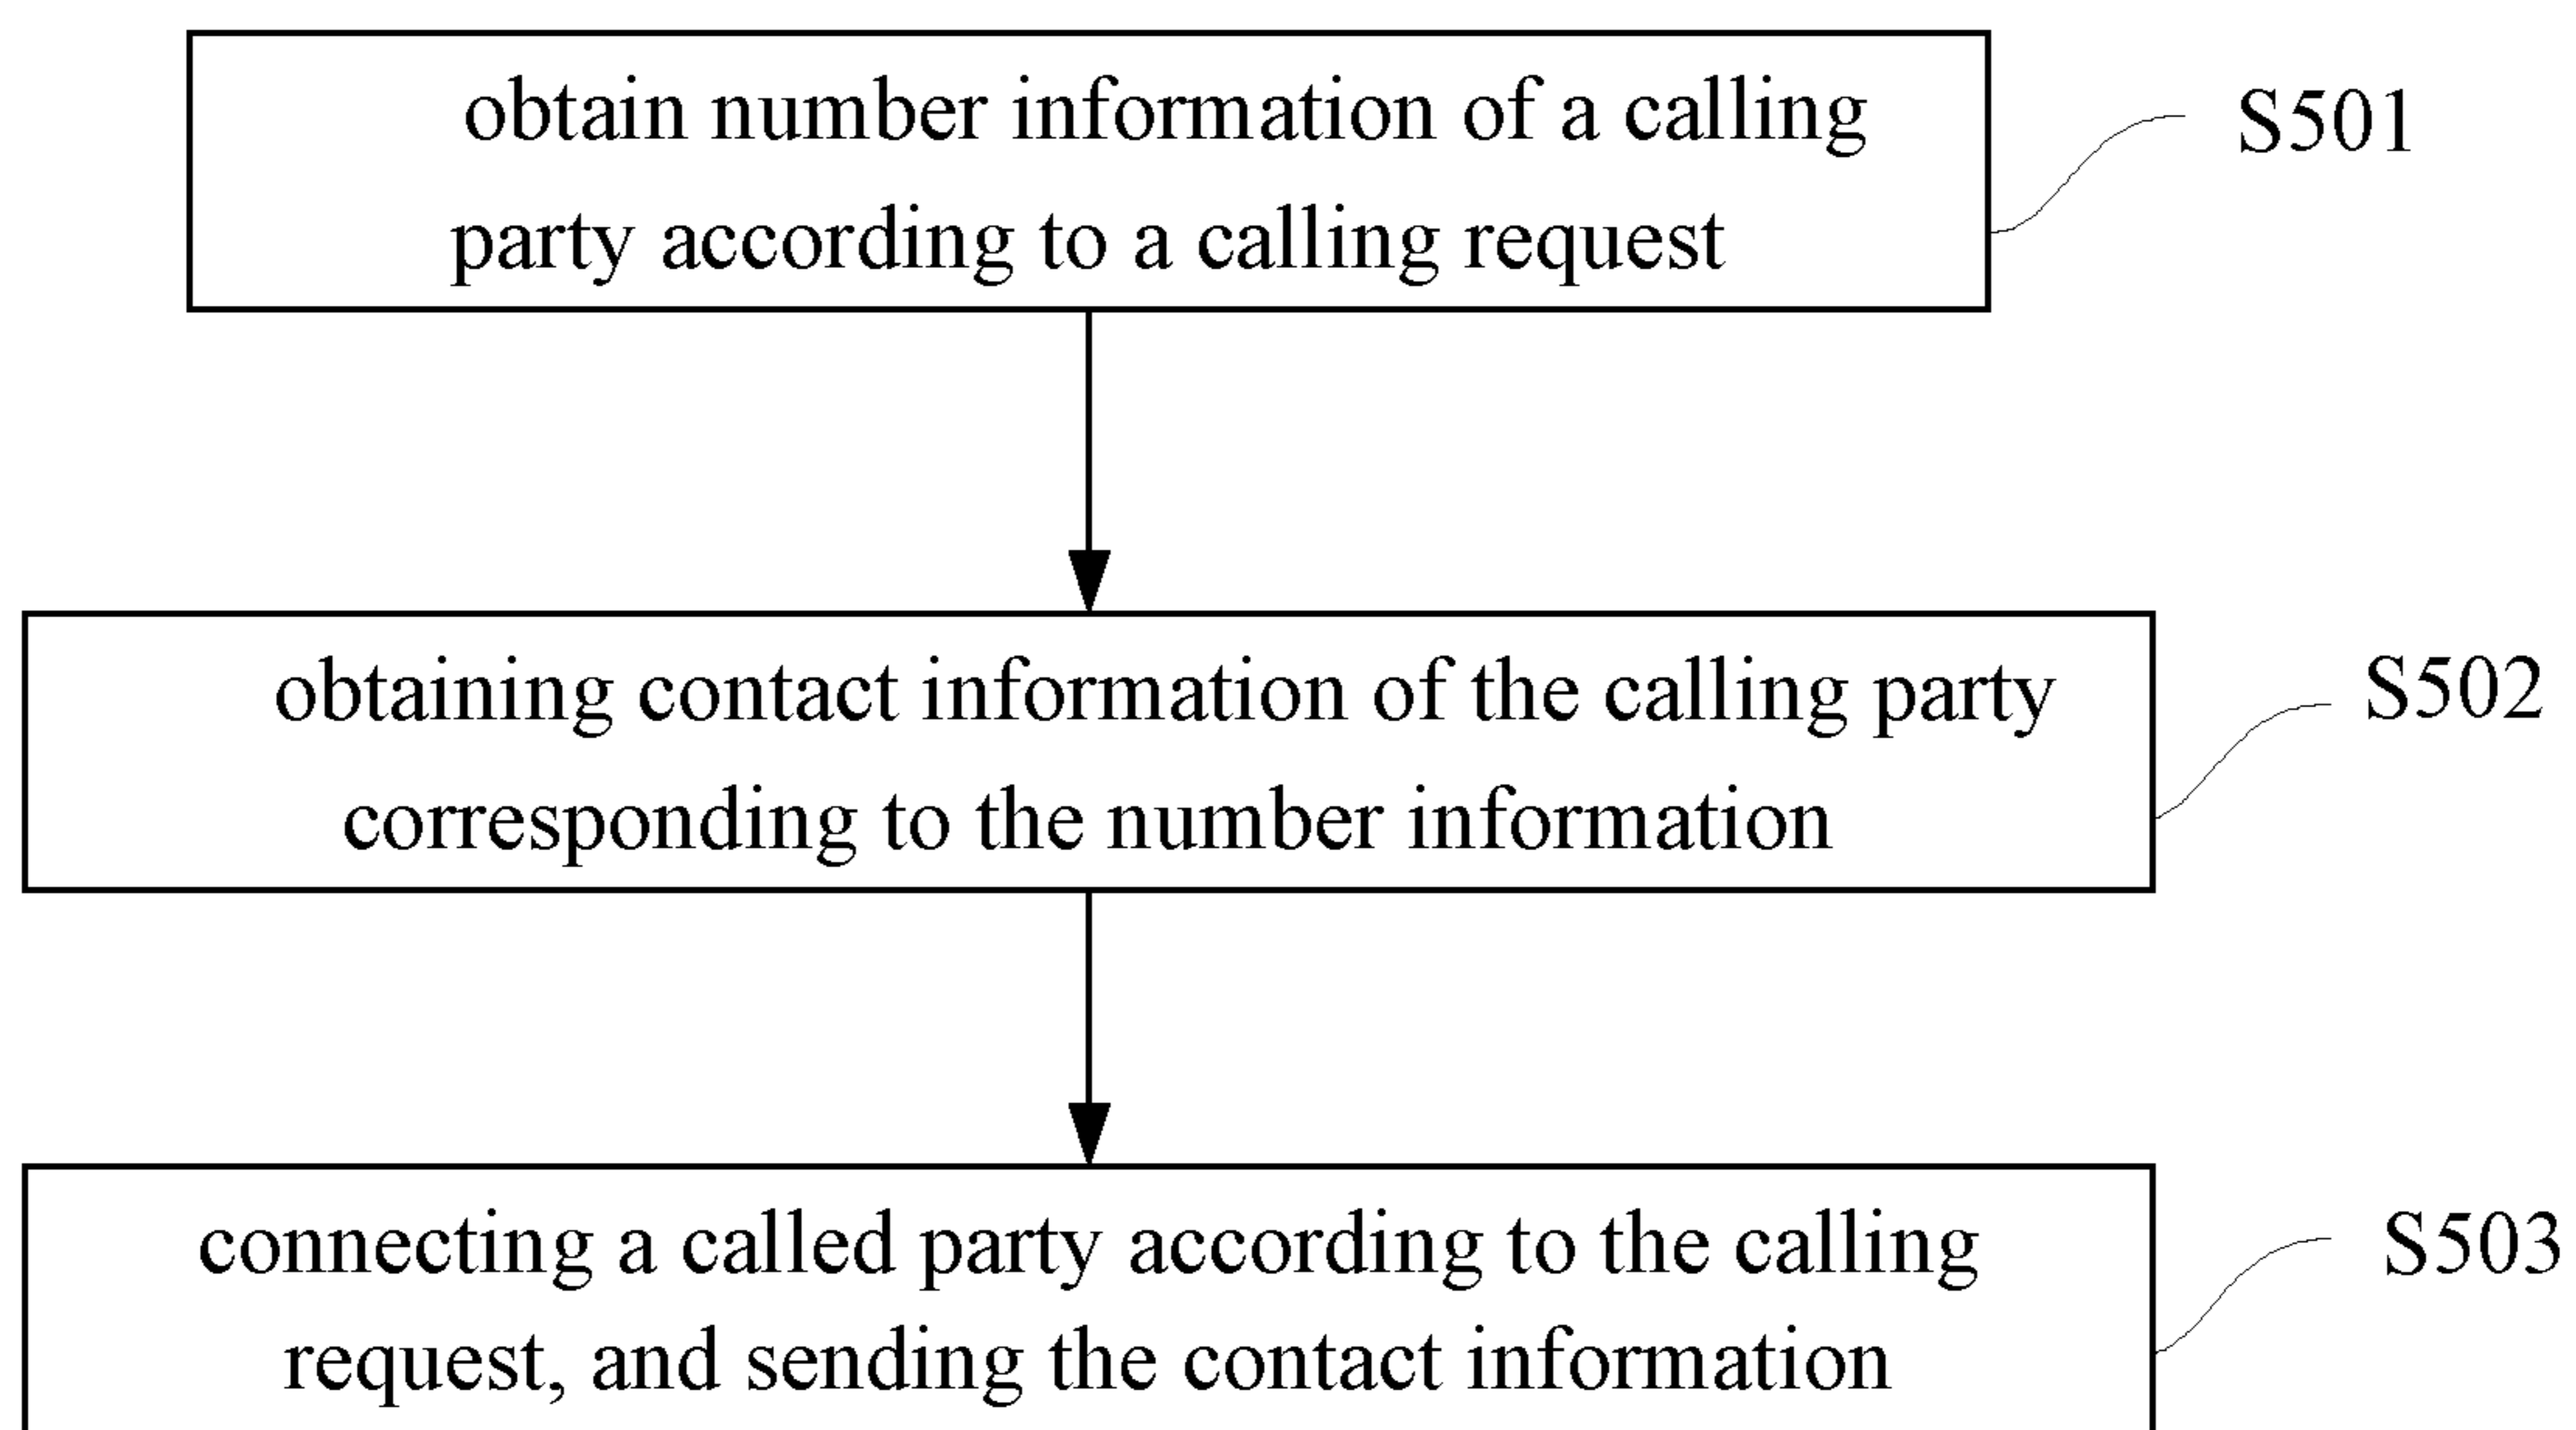 obtain number information of a calling
party according to a calling request
S501
obtaining contact information of the calling party
corresponding to the number information
S502
connecting a called party according to the calling
request, and sending the contact information
S503